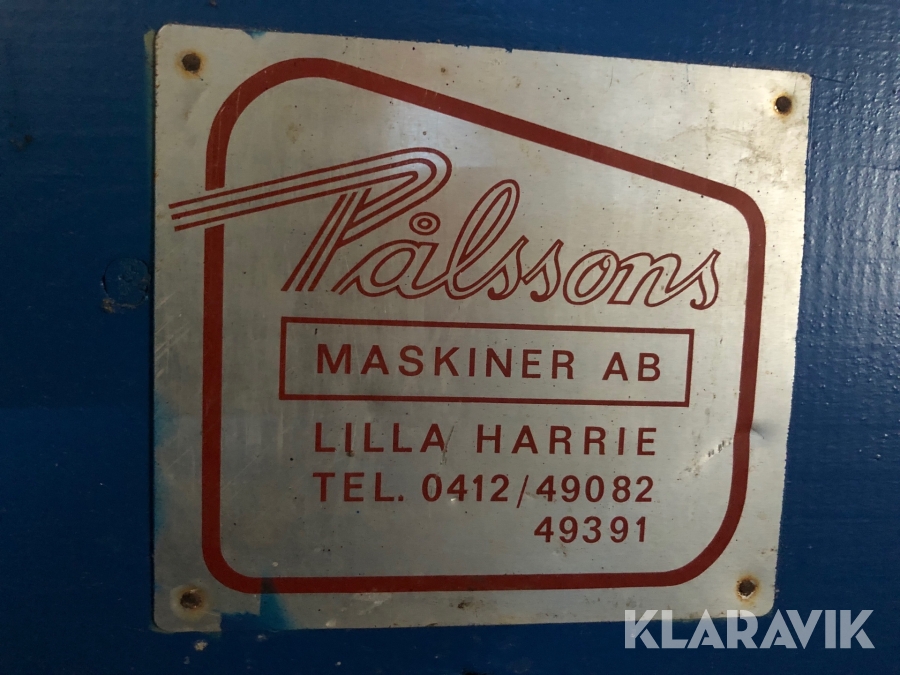 Pålssons
MASKINER AB
LILLA HARRIE
TEL. 0412/49082
49391
KLARAVIK